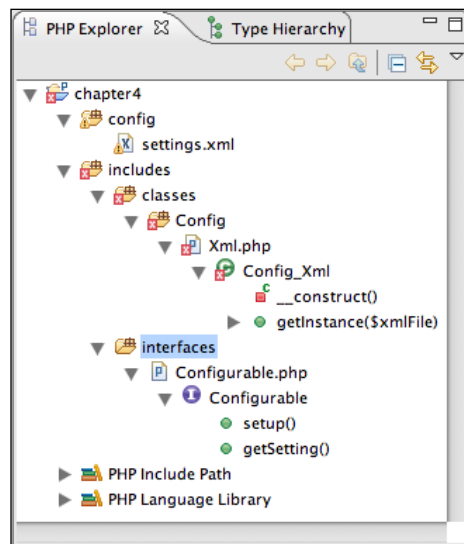 PHP Explorer Type Hierarchy
chapter4
config
settings.xml
includes
classes
Config
Xml.php
Config_Xml
__construct()
getInstance($xmlFile)
interfaces
Configurable.php
Configurable
setup()
getSetting()
PHP Include Path
PHP Language Library